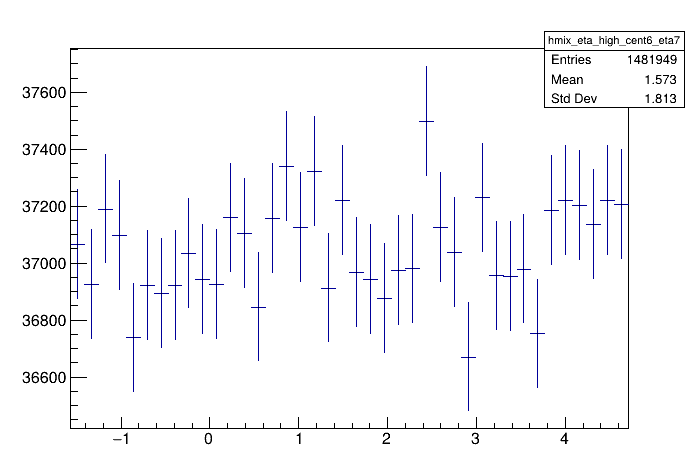 hmix_eta_high_cent6_eta7
Entries 1481949
Mean 1.573
Std Dev 1.813
37600
37400
37200
37000
36800
36600
−1 0 1 2 3 4